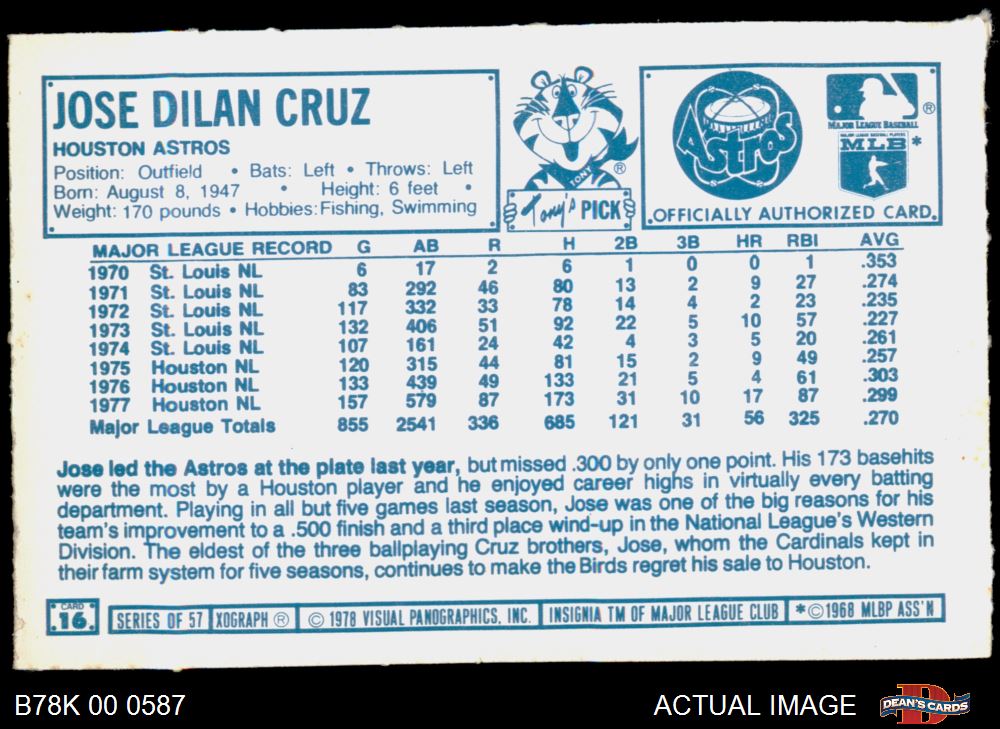 JOSE DILAN CRUZ
HOUSTON ASTROS
Position: Outfield • Bats: Left • Throws: Left
Born: August 8, 1947 • Height: 6 feet •
Weight: 170 pounds • Hobbies: Fishing, Swimming
TONY
®
Tony's PICK
Astros
®
MAJOR LEAGUE BASEBALL
MAJOR LEAGUE BASEBALL PLAYERS
MLB *
OFFICIALLY AUTHORIZED CARD.
MAJOR LEAGUE RECORD G AB R H 2B 3B HR RBI AVG
1970 St. Louis NL 6 17 2 6 1 0 0 1 .353
1971 St. Louis NL 83 292 46 80 13 2 9 27 .274
1972 St. Louis NL 117 332 33 78 14 4 2 23 .235
1973 St. Louis NL 132 406 51 92 22 5 10 57 .227
1974 St. Louis NL 107 161 24 42 4 3 5 20 .261
1975 Houston NL 120 315 44 81 15 2 9 49 .257
1976 Houston NL 133 439 49 133 21 5 4 61 .303
1977 Houston NL 157 579 87 173 31 10 17 87 .299
Major League Totals 855 2541 336 685 121 31 56 325 .270
Jose led the Astros at the plate last year, but missed .300 by only one point. His 173 basehits
were the most by a Houston player and he enjoyed career highs in virtually every batting
department. Playing in all but five games last season, Jose was one of the big reasons for his
team's improvement to a .500 finish and a third place wind-up in the National League's Western
Division. The eldest of the three ballplaying Cruz brothers, Jose, whom the Cardinals kept in
their farm system for five seasons, continues to make the Birds regret his sale to Houston.
CARD
.16.
SERIES OF 57 XOGRAPH ® © 1978 VISUAL PANOGRAPHICS, INC. INSIGNIA TM OF MAJOR LEAGUE CLUB *©1968 MLBP ASS'N
B78K 00 0587
ACTUAL IMAGE
D
DEAN'S CARDS